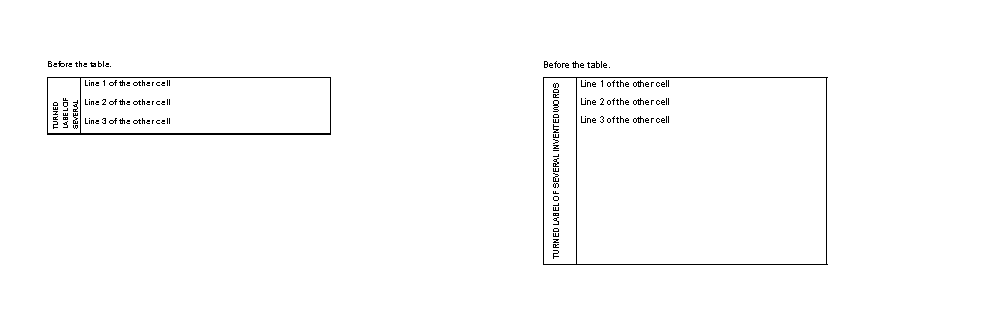 Before the table.
TURNED
LABEL OF
SEVERAL
Line 1 of the other cell
Line 2 of the other cell
Line 3 of the other cell
Before the table.
TURNED LABEL OF SEVERAL INVENTED WORDS
Line 1 of the other cell
Line 2 of the other cell
Line 3 of the other cell